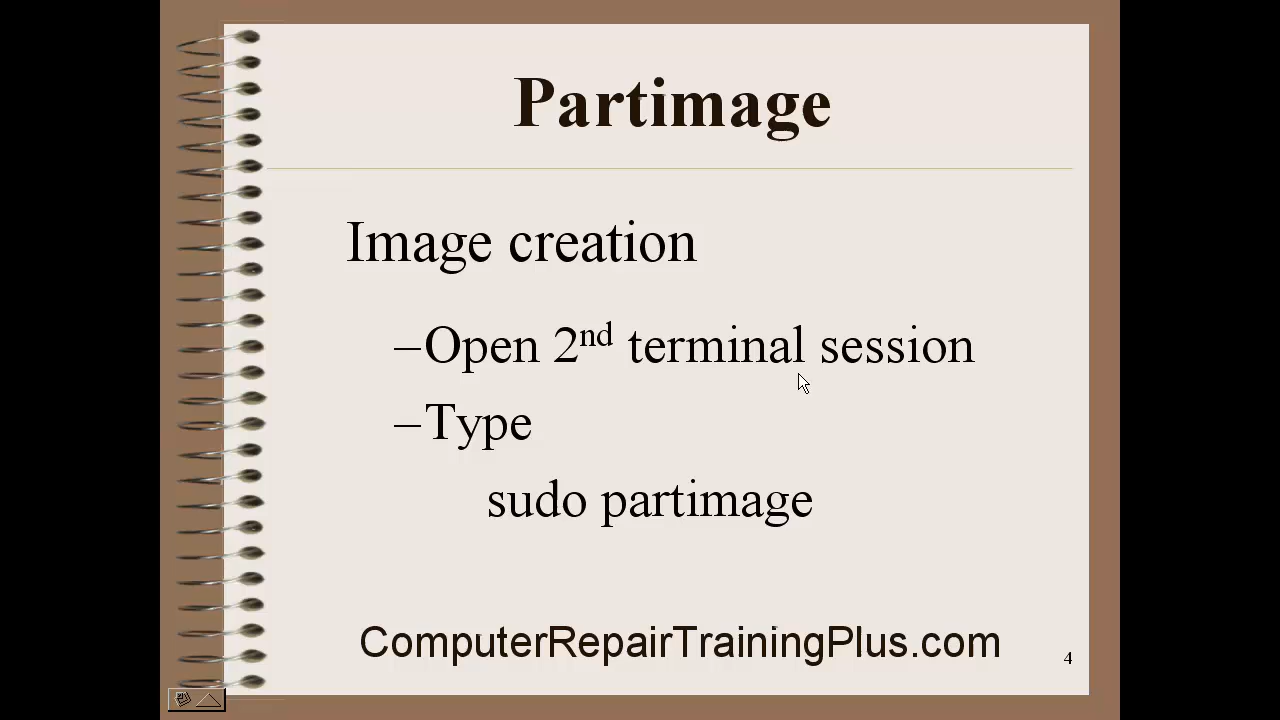 Partimage
Image creation
–Open 2nd terminal session
–Type
sudo partimage
ComputerRepairTrainingPlus.com
4